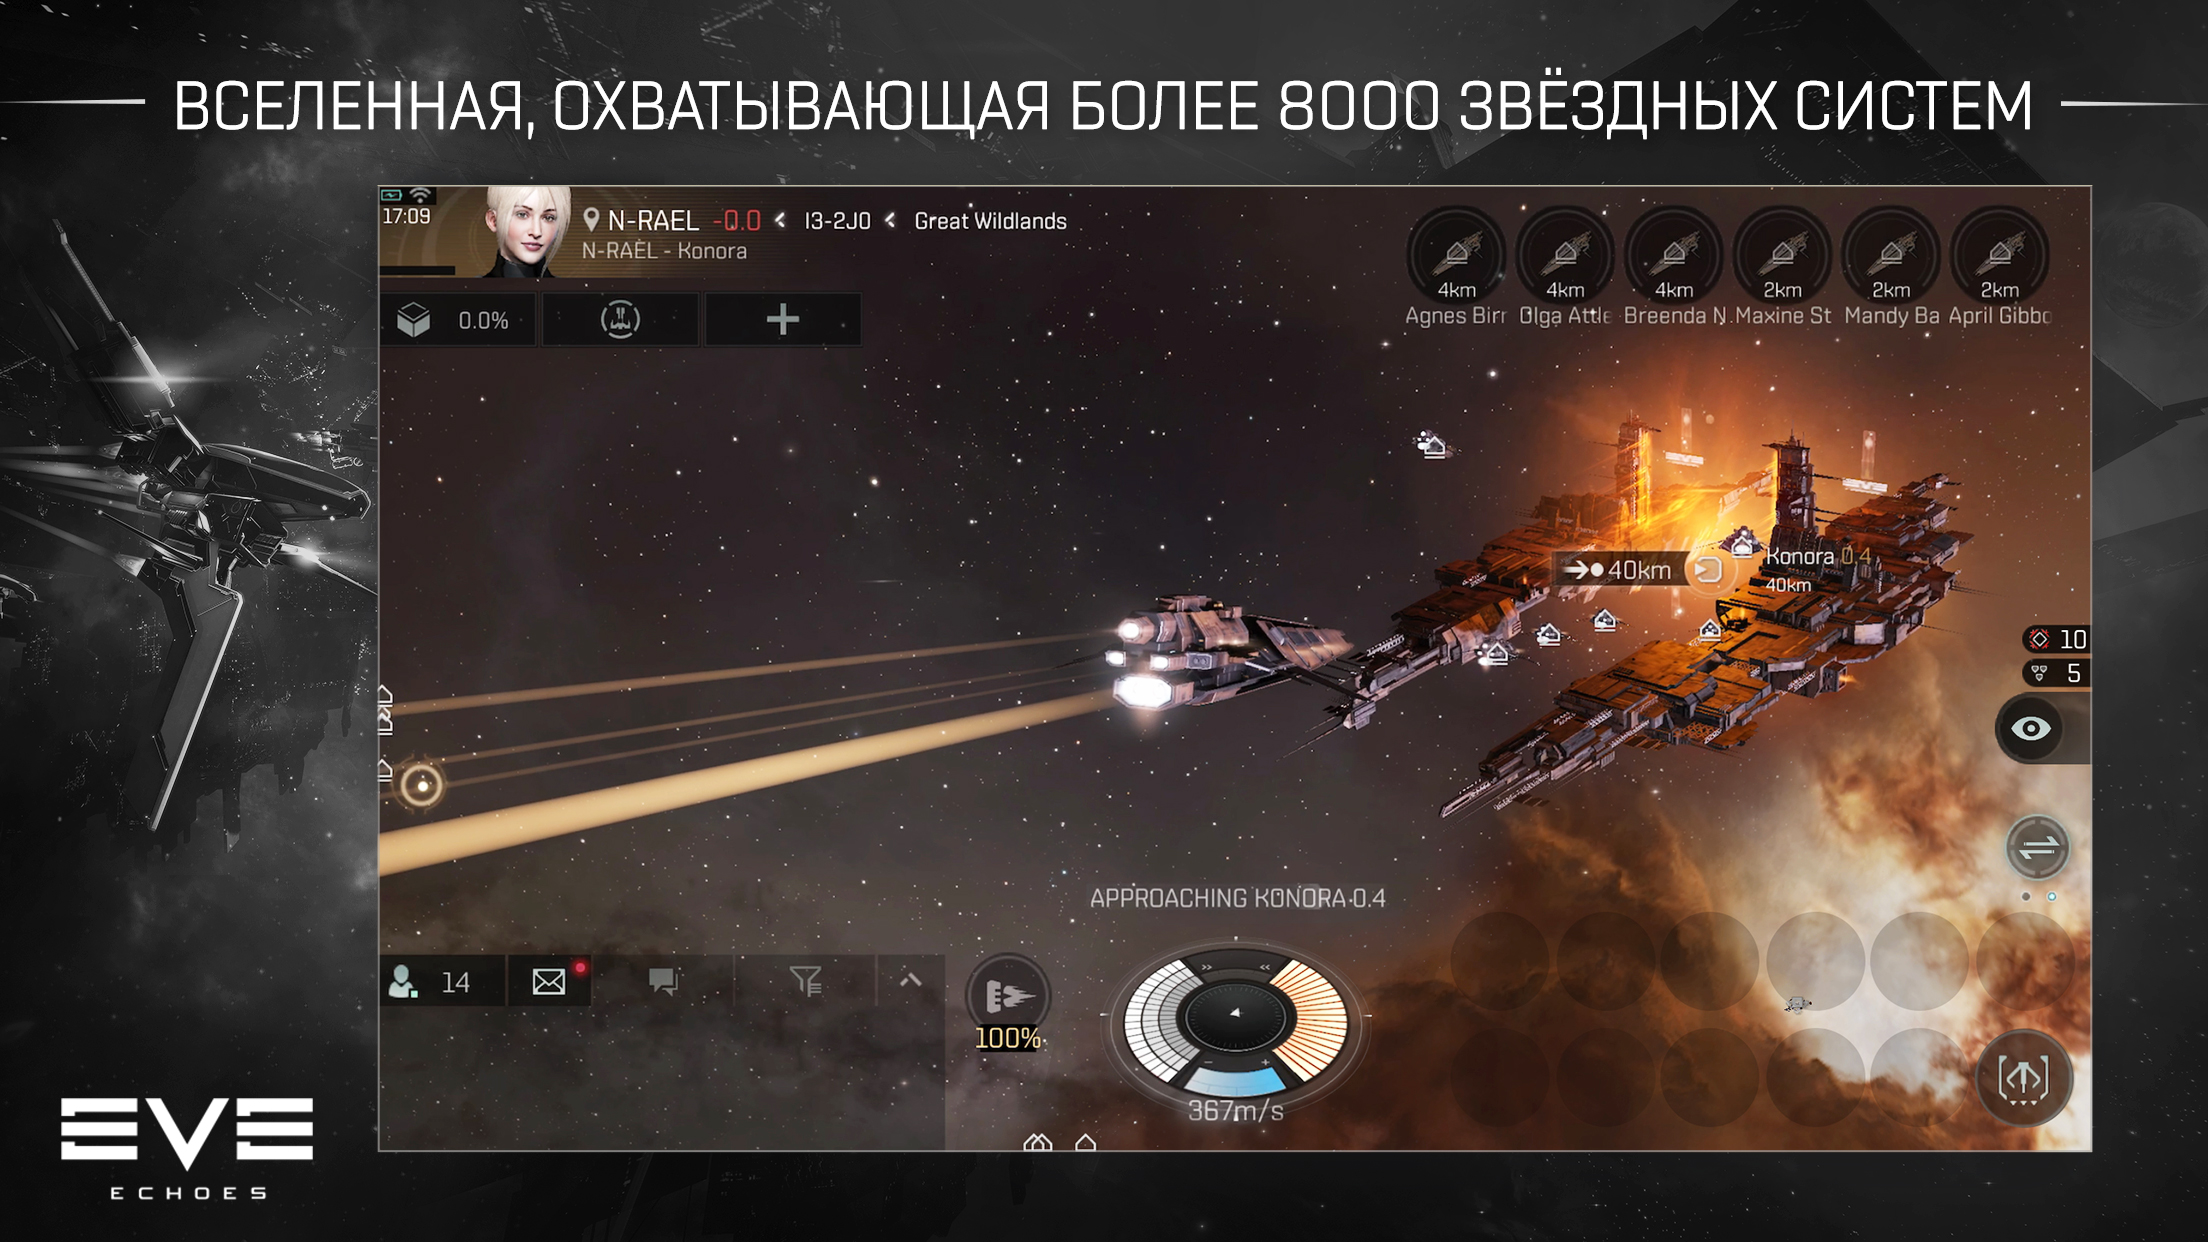 ВСЕЛЕННАЯ, ОХВАТЫВАЮЩАЯ БОЛЕЕ 8000 ЗВЁЗДНЫХ СИСТЕМ
17:09
N-RAEL -0.0 < I3-2J0 < Great Wildlands
N-RAEL - Konora
0.0%
4km 4km 4km 2km 2km 2km
Agnes Birr Olga Attle Breenda N. Maxine St Mandy Ba April Gibbo
40km
Konora 0.4
40km
10
5
APPROACHING KONORA 0.4
14
100%
367m/s
EVE
ECHOES